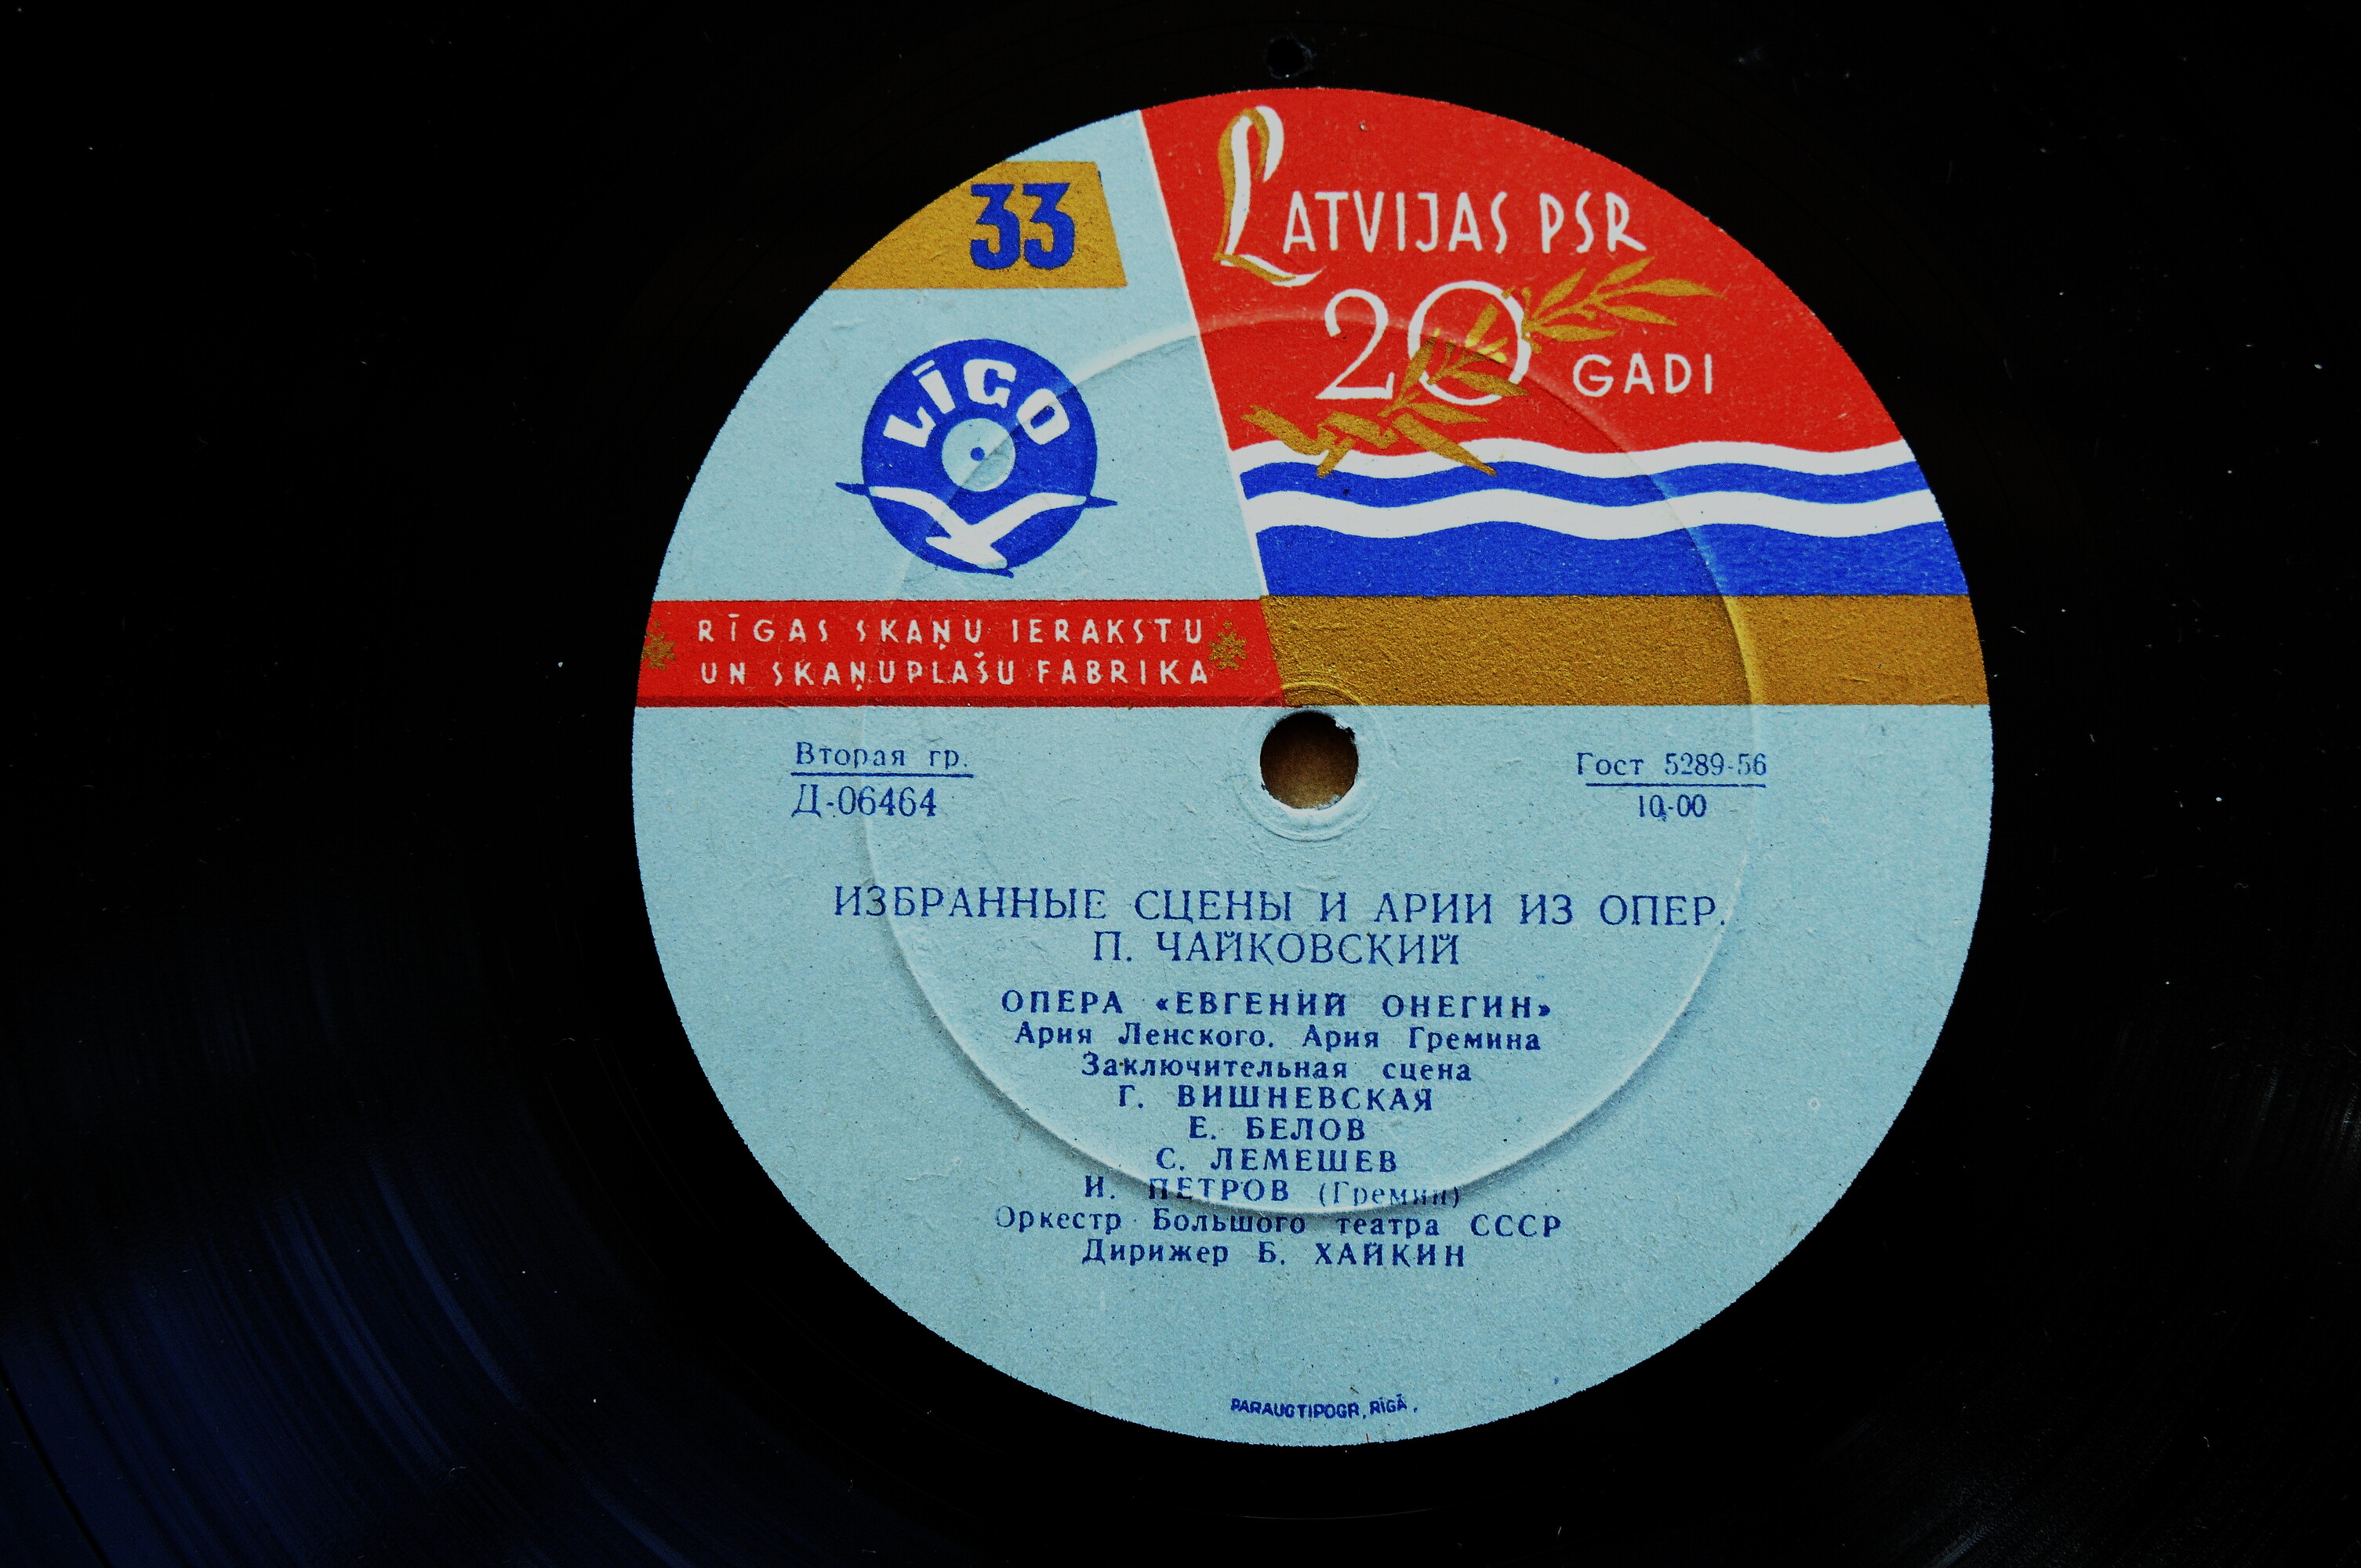 33
LATVIJAS PSR
20 GADI
LĪGO
RĪGAS SKAŅU IERAKSTU
UN SKAŅUPLAŠU FABRIKA
Вторая гр.
Д-06464
Гост 5289-56
10-00
ИЗБРАННЫЕ СЦЕНЫ И АРИИ ИЗ ОПЕР.
П. ЧАЙКОВСКИЙ
ОПЕРА «ЕВГЕНИЙ ОНЕГИН»
Ария Ленского. Ария Гремина
Заключительная сцена
Г. ВИШНЕВСКАЯ
Е. БЕЛОВ
С. ЛЕМЕШЕВ
И. ПЕТРОВ (Гремин)
Оркестр Большого театра СССР
Дирижер Б. ХАЙКИН
PARAUGTIPOGR, RĪGĀ.